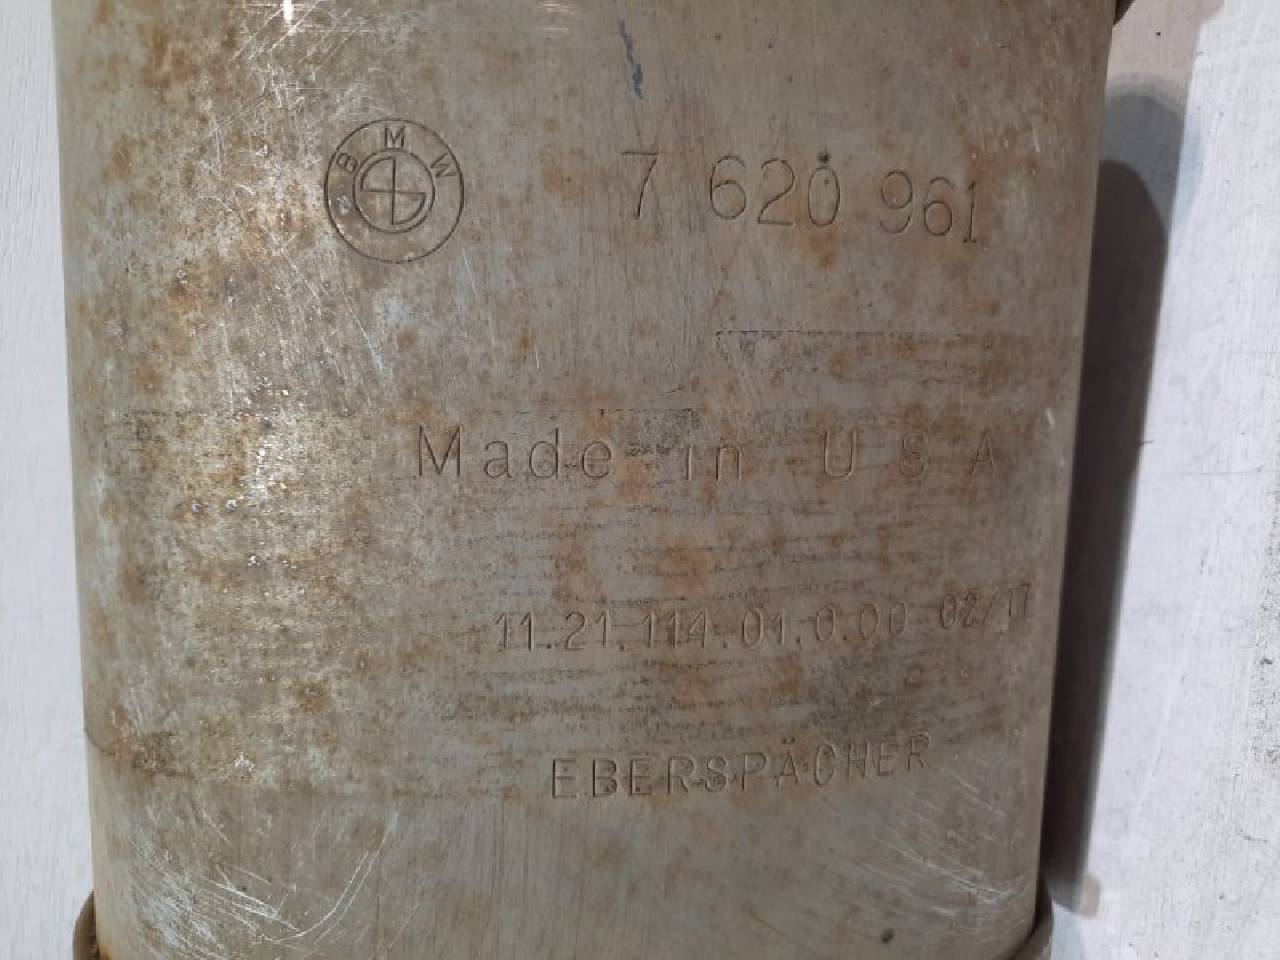 BMW 7 620 961
Made in USA
11.21.114.01.0.00 02/17
EBERSPÄCHER